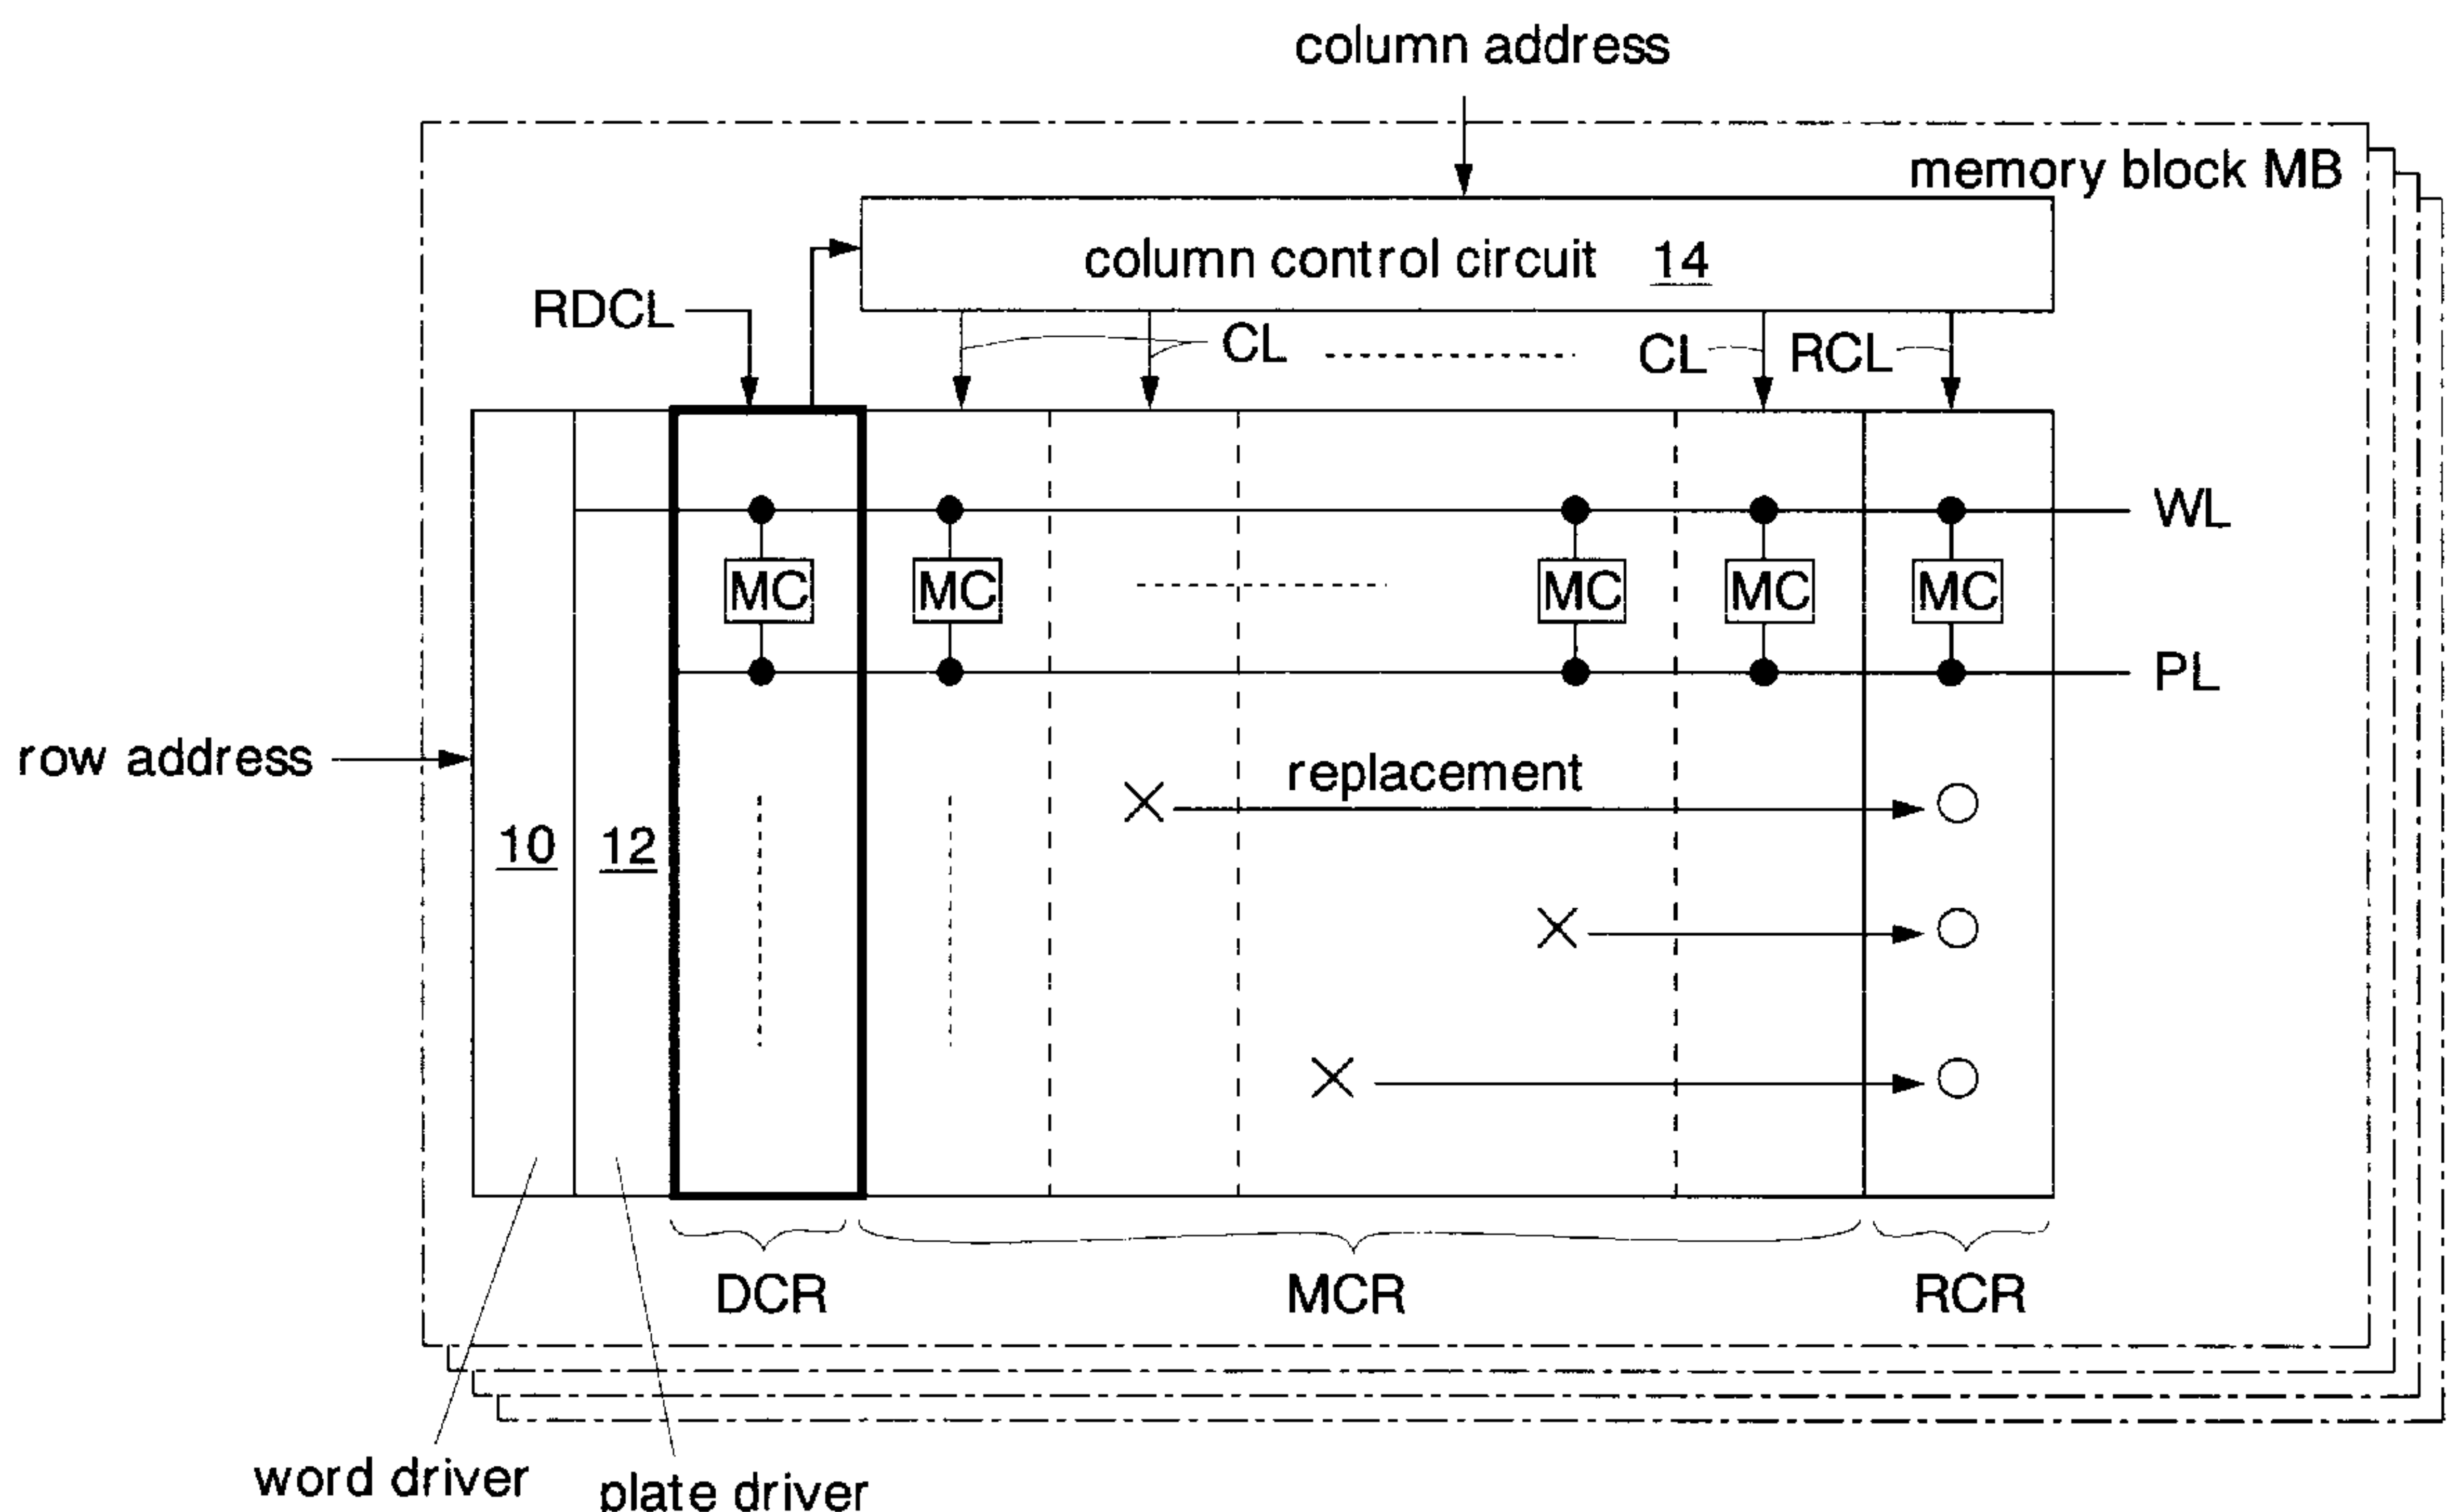 column address
memory block MB
column control circuit 14
RDCL
CL
CL RCL
WL
MC MC MC MC MC
PL
row address
replacement
10 12
DCR MCR RCR
word driver
plate driver